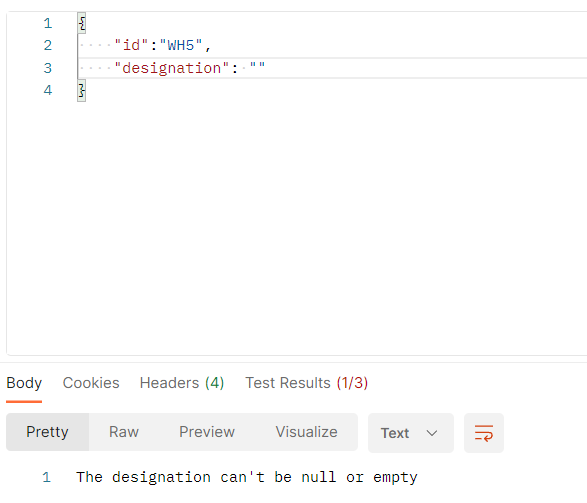 1 {
2 "id":"WH5",
3 "designation": ""
4 }
Body Cookies Headers (4) Test Results (1/3)
Pretty Raw Preview Visualize Text
1 The designation can't be null or empty